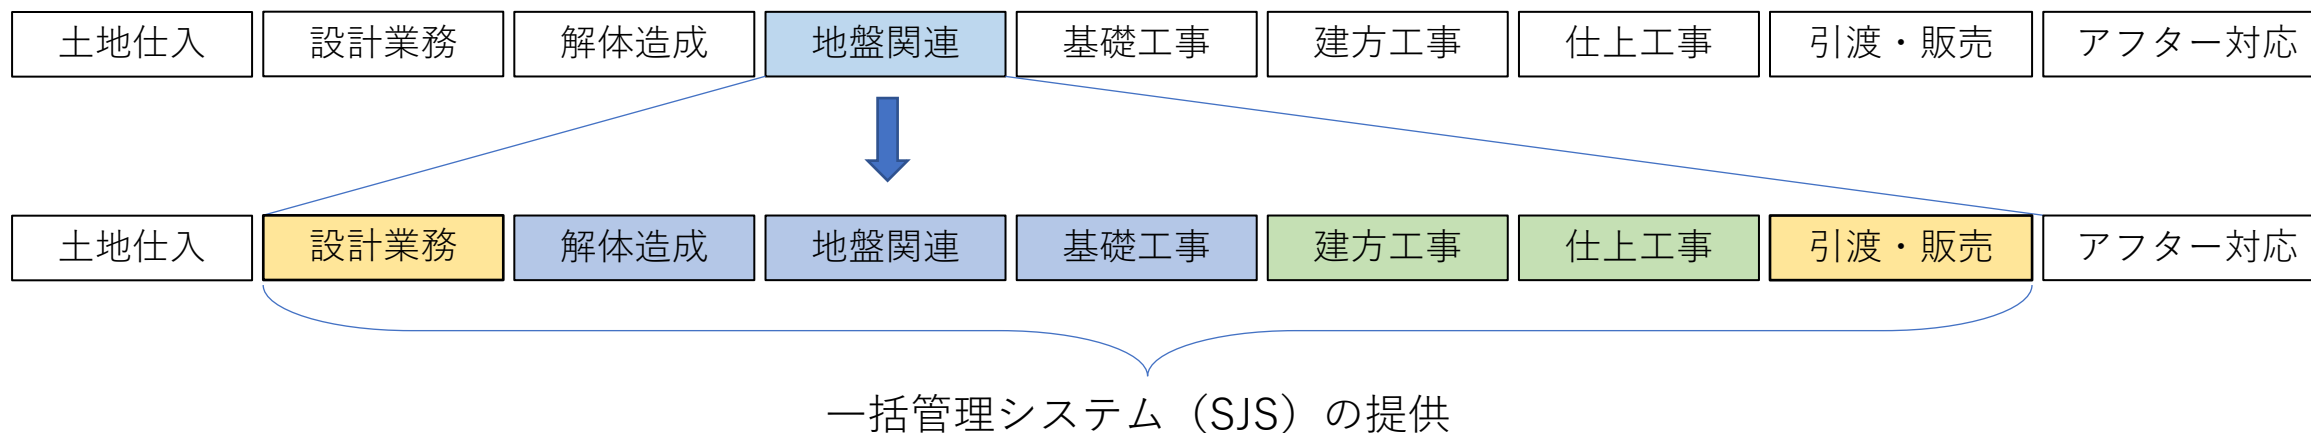 土地仕入 設計業務 解体造成 地盤関連 基礎工事 建方工事 仕上工事 引渡・販売 アフター対応
土地仕入 設計業務 解体造成 地盤関連 基礎工事 建方工事 仕上工事 引渡・販売 アフター対応
一括管理システム（SJS）の提供